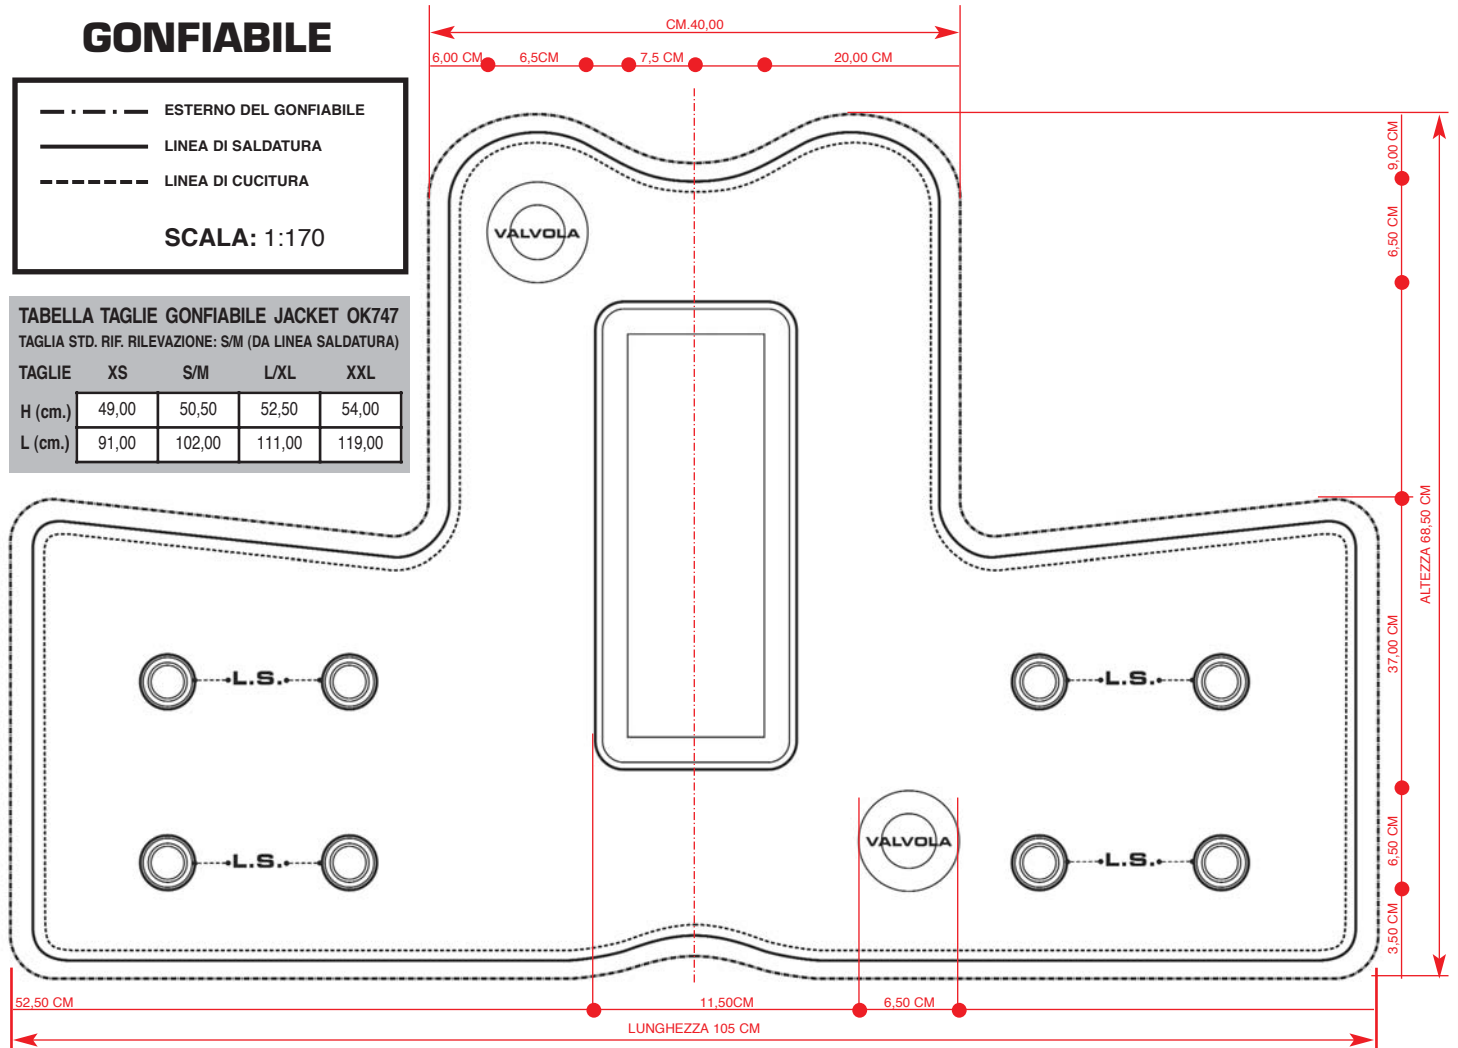 GONFIABILE
ESTERNO DEL GONFIABILE
LINEA DI SALDATURA
LINEA DI CUCITURA
SCALA: 1:170
TABELLA TAGLIE GONFIABILE JACKET OK747
TAGLIA STD. RIF. RILEVAZIONE: S/M (DA LINEA SALDATURA)
TAGLIE XS S/M L/XL XXL
H (cm.) 49,00 50,50 52,50 54,00
L (cm.) 91,00 102,00 111,00 119,00
CM.40,00
6,00 CM 6,5CM 7,5 CM 20,00 CM
VALVOLA
9,00 CM
6,50 CM
ALTEZZA 68,50 CM
37,00 CM
L.S. L.S.
VALVOLA
6,50 CM
L.S. L.S.
3,50 CM
52,50 CM 11,50CM 6,50 CM
LUNGHEZZA 105 CM